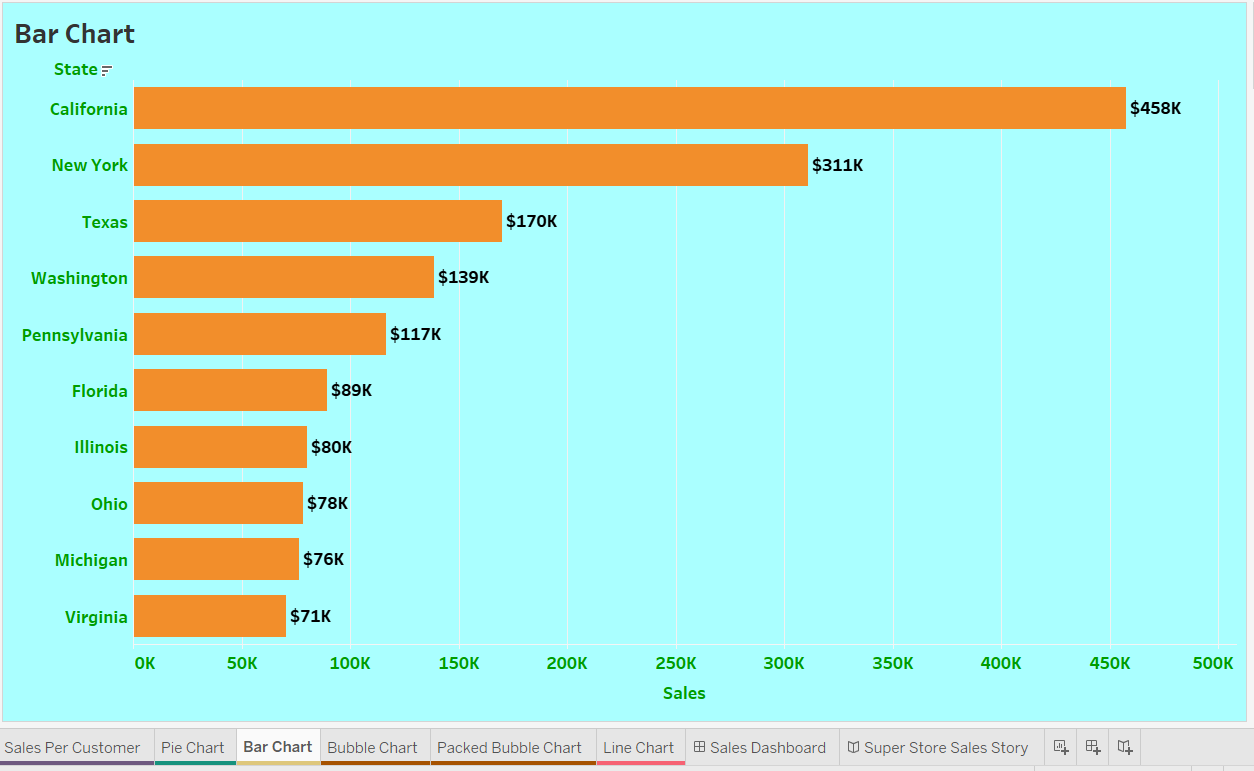 Bar Chart
State
California $458K
New York $311K
Texas $170K
Washington $139K
Pennsylvania $117K
Florida $89K
Illinois $80K
Ohio $78K
Michigan $76K
Virginia $71K
0K 50K 100K 150K 200K 250K 300K 350K 400K 450K 500K
Sales
Sales Per Customer Pie Chart Bar Chart Bubble Chart Packed Bubble Chart Line Chart Sales Dashboard Super Store Sales Story